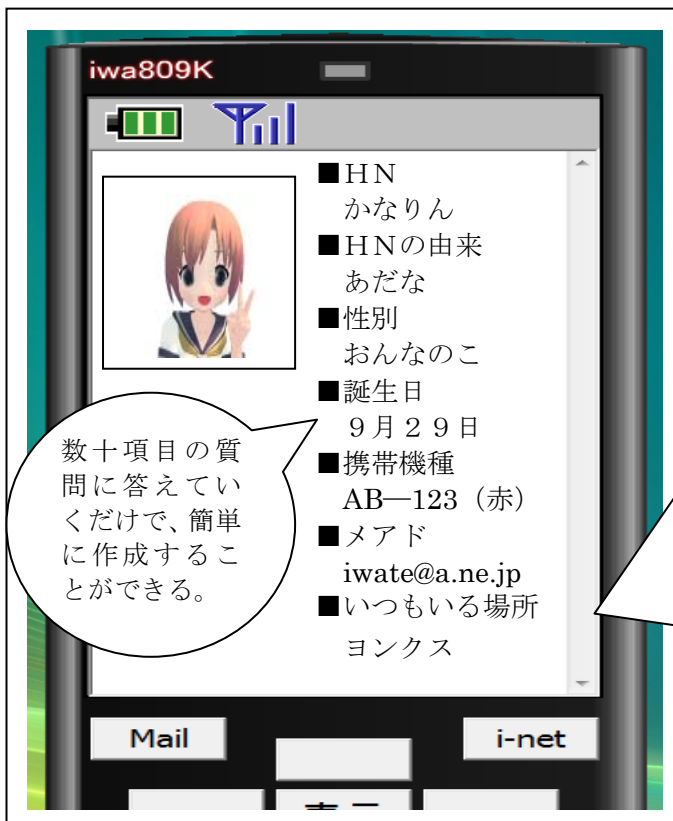 iwa809K
■ＨＮ
かなりん
■ＨＮの由来
あだな
■性別
おんなのこ
■誕生日
９月２９日
■携帯機種
AB―123（赤）
■メアド
iwate@a.ne.jp
■いつもいる場所
ヨンクス
数十項目の質
問に答えてい
くだけで、簡単
に作成するこ
とができる。
Mail
i-net